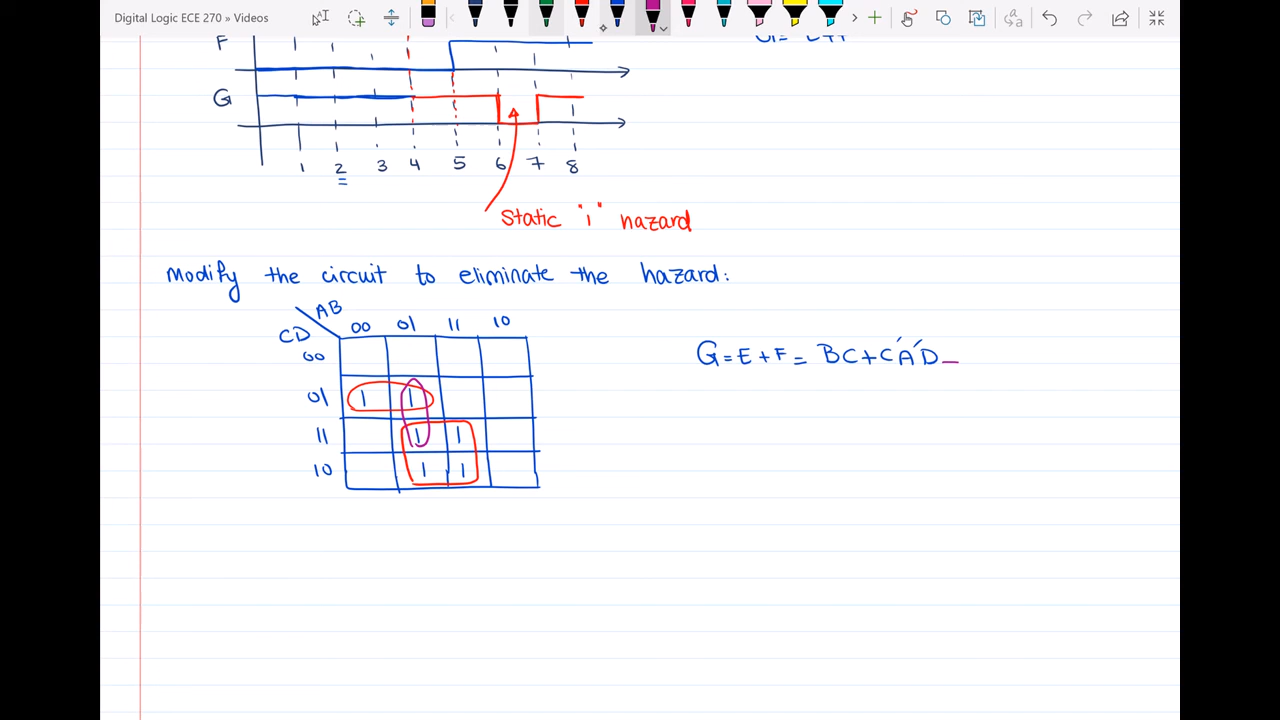 Digital Logic ECE 270 » Videos
F
G
1 2 3 4 5 6 7 8
Static "1" hazard
Modify the circuit to eliminate the hazard:
AB
CD 00 01 11 10
00
01 1 1
11 1 1
10 1 1
G = E + F = BC + C'A'D